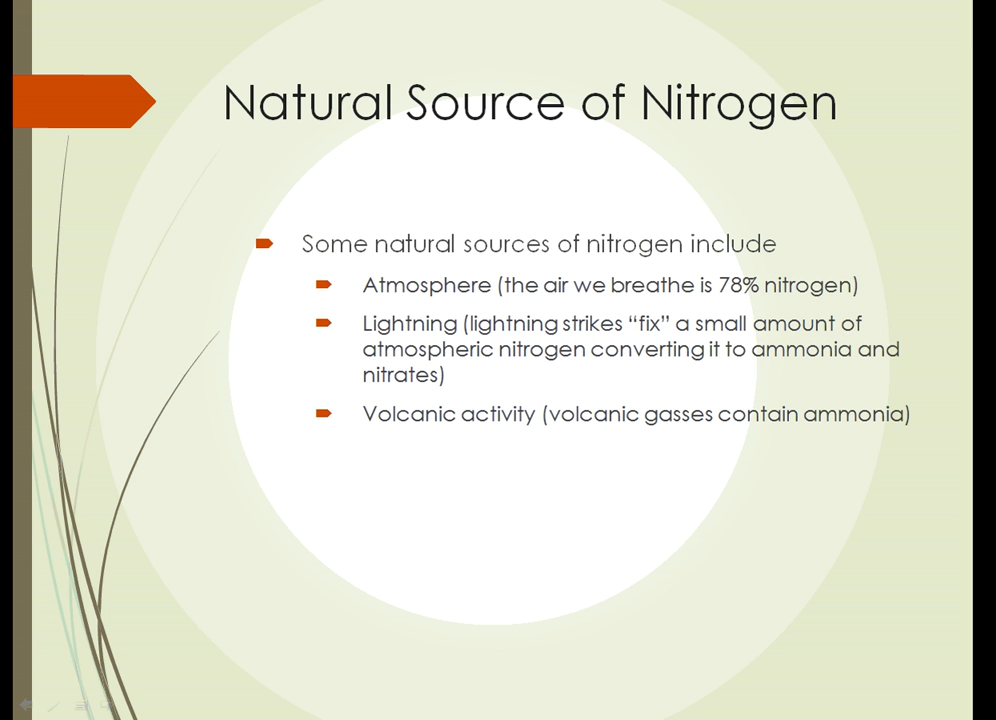 Natural Source of Nitrogen
Some natural sources of nitrogen include
Atmosphere (the air we breathe is 78% nitrogen)
Lightning (lightning strikes “fix” a small amount of
atmospheric nitrogen converting it to ammonia and
nitrates)
Volcanic activity (volcanic gasses contain ammonia)